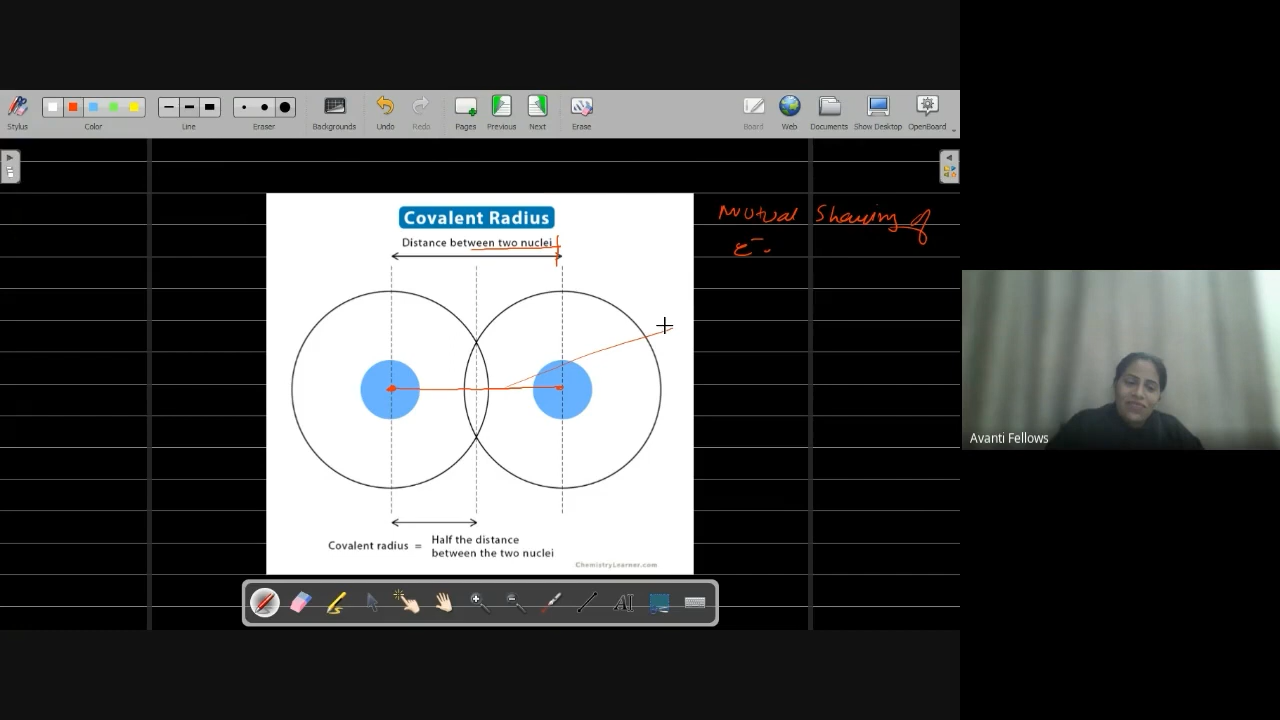 Stylus
Color
Line
Eraser
Backgrounds
Undo
Redo
Pages
Previous
Next
Erase
Board
Web
Documents
Show Desktop
OpenBoard
Covalent Radius
Distance between two nuclei
Mutual Sharing of
e-.
Covalent radius = Half the distance
between the two nuclei
ChemistryLearner.com
AI
Avanti Fellows